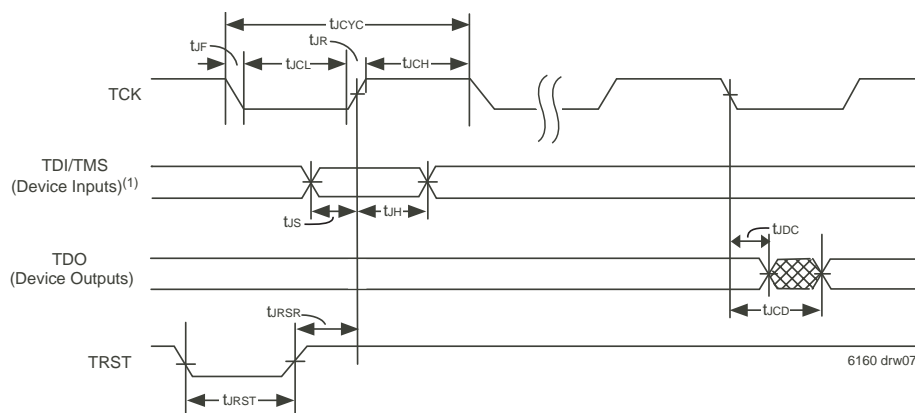 tJCYC
tJF
tJR
tJCL
tJCH
TCK
TDI/TMS
(Device Inputs)(1)
tJS
tJH
tJDC
TDO
(Device Outputs)
tJCD
tJRSR
TRST
6160 drw07
tJRST